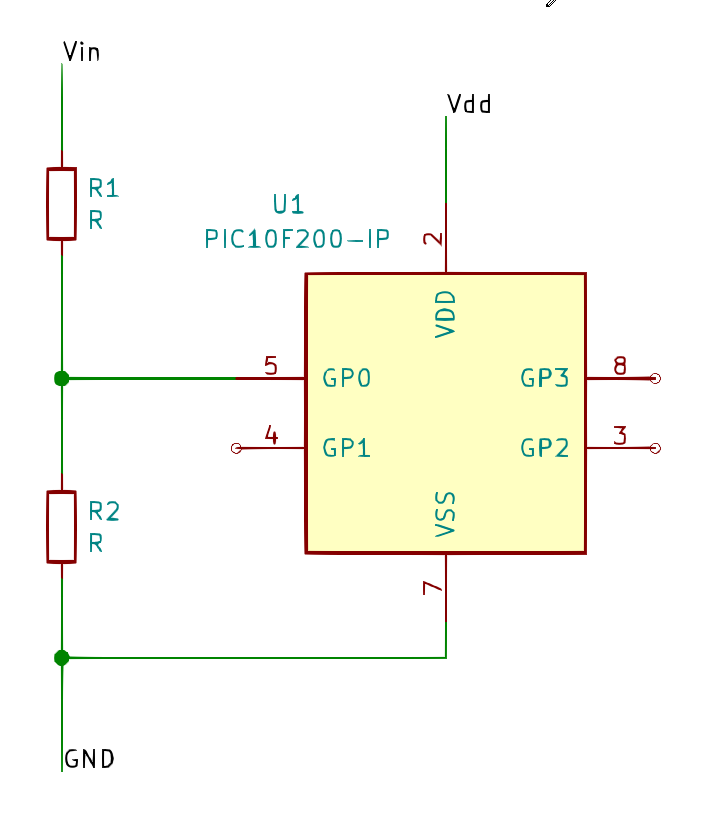 Vin
Vdd
R1
R
U1
PIC10F200-IP
2
VDD
5
GP0
GP3
8
4
GP1
GP2
3
R2
R
VSS
7
GND